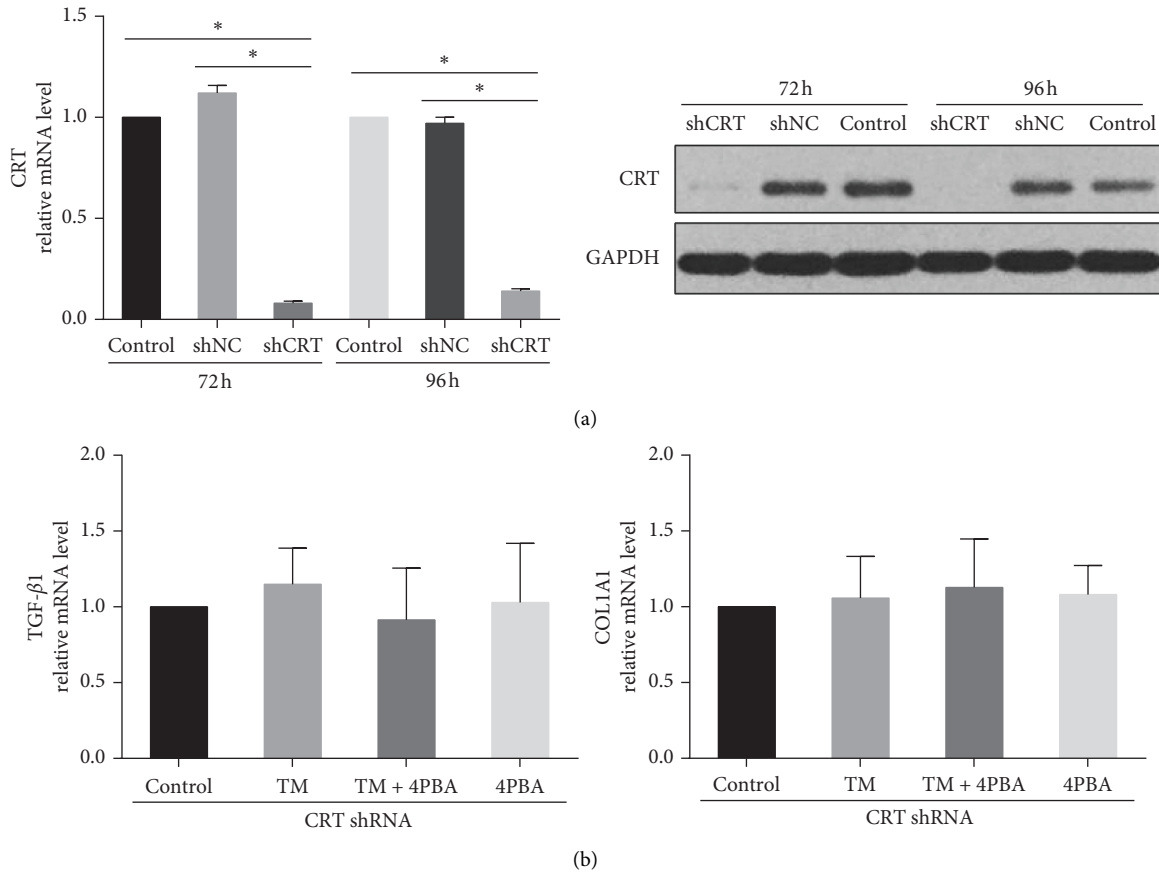 1.5
1.0
0.5
0.0
CRT
relative mRNA level
*
*
*
*
Control shNC shCRT Control shNC shCRT
72 h 96 h
72 h 96 h
shCRT shNC Control shCRT shNC Control
CRT
GAPDH
(a)
2.0
1.5
1.0
0.5
0.0
TGF-β1
relative mRNA level
Control TM TM + 4PBA 4PBA
CRT shRNA
2.0
1.5
1.0
0.5
0.0
COL1A1
relative mRNA level
Control TM TM + 4PBA 4PBA
CRT shRNA
(b)